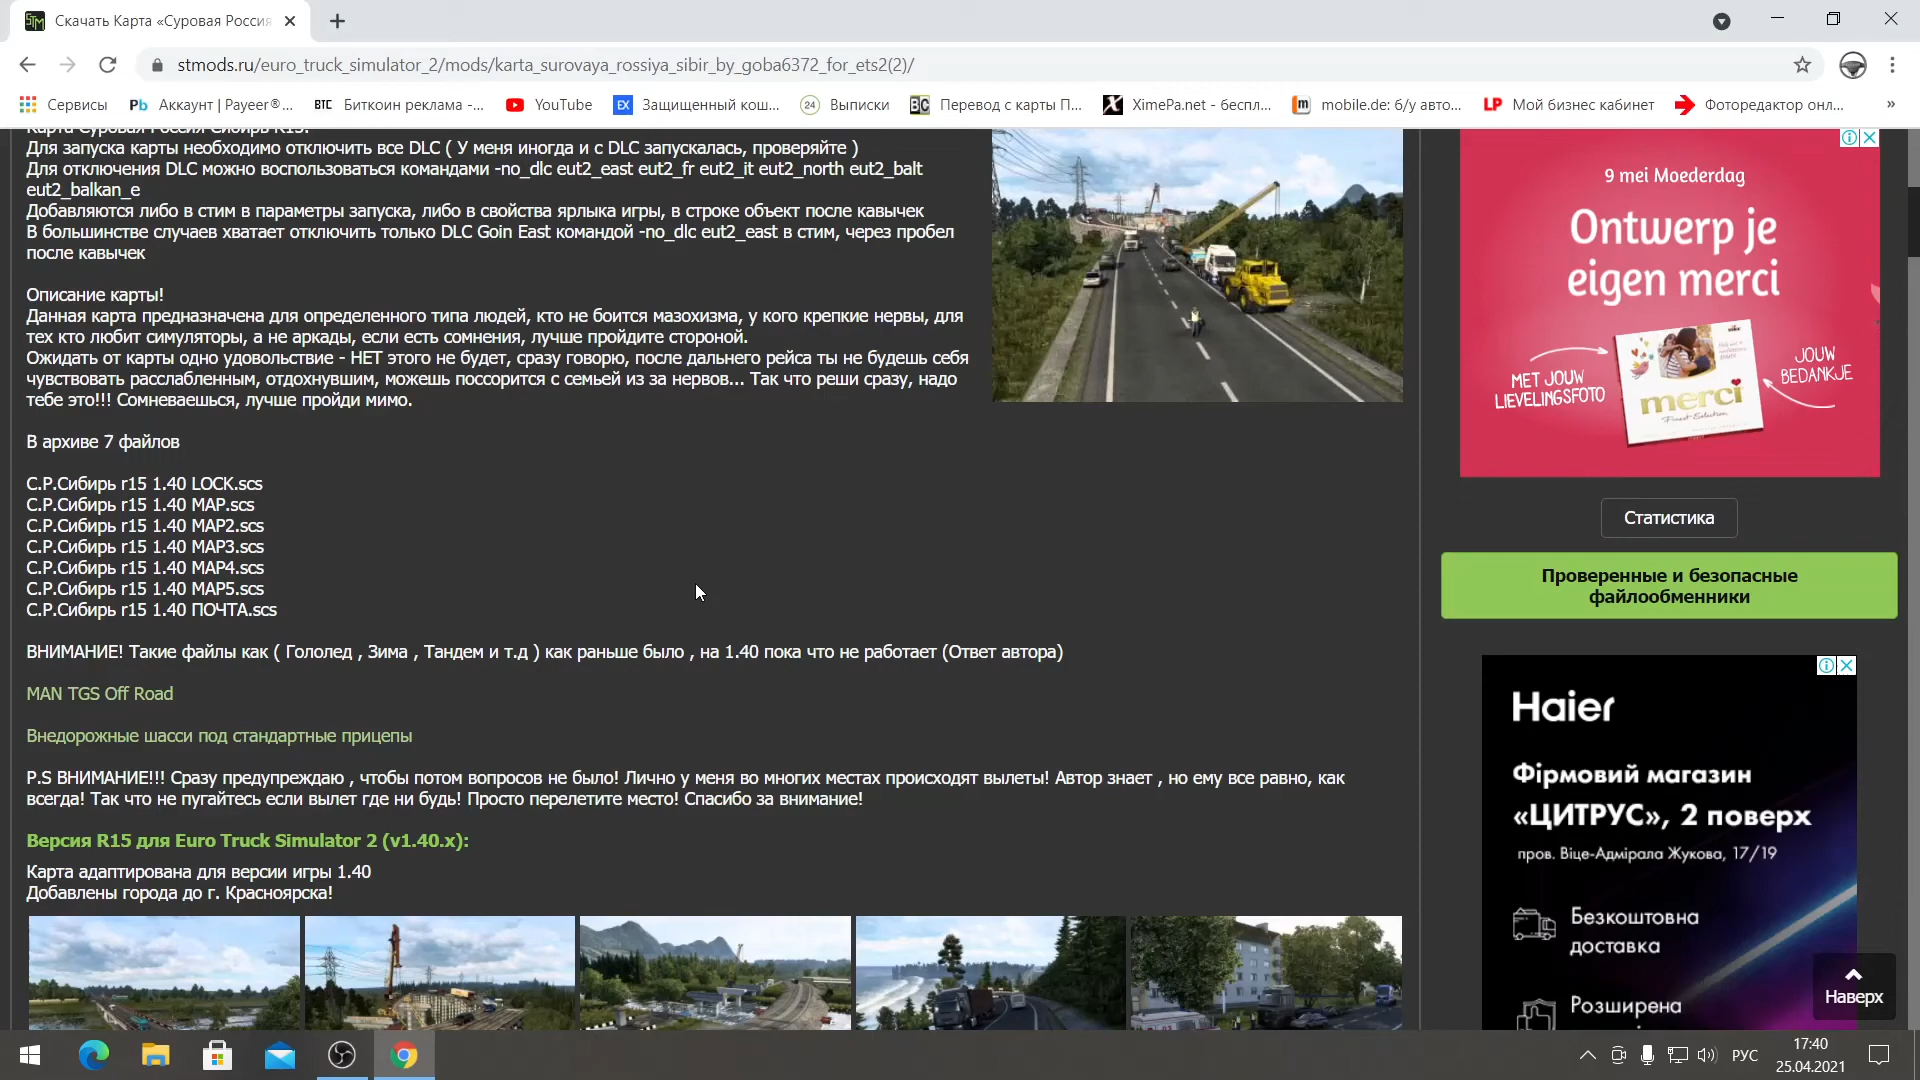 Скачать Карта «Суровая Россия
stmods.ru/euro_truck_simulator_2/mods/karta_surovaya_rossiya_sibir_by_goba6372_for_ets2(2)/
Сервисы
Pb Аккаунт | Payeer®...
BTC Биткоин реклама -...
YouTube
EX Защищенный кош...
24 Выписки
BC Перевод с карты П...
X XimePa.net - беспл...
m mobile.de: б/у авто...
LP Мой бизнес кабинет
Фоторедактор онл...
»
Карта Суровая Россия Сибирь R15:
Для запуска карты необходимо отключить все DLC ( У меня иногда и с DLC запускалась, проверяйте )
Для отключения DLC можно воспользоваться командами -no_dlc eut2_east eut2_fr eut2_it eut2_north eut2_balt
eut2_balkan_e
Добавляются либо в стим в параметры запуска, либо в свойства ярлыка игры, в строке объект после кавычек
В большинстве случаев хватает отключить только DLC Goin East командой -no_dlc eut2_east в стим, через пробел
после кавычек
Описание карты!
Данная карта предназначена для определенного типа людей, кто не боится мазохизма, у кого крепкие нервы, для
тех кто любит симуляторы, а не аркады, если есть сомнения, лучше пройдите стороной.
Ожидать от карты одно удовольствие - НЕТ этого не будет, сразу говорю, после дальнего рейса ты не будешь себя
чувствовать расслабленным, отдохнувшим, можешь поссорится с семьей из за нервов... Так что реши сразу, надо
тебе это!!! Сомневаешься, лучше пройди мимо.
В архиве 7 файлов
С.Р.Сибирь r15 1.40 LOCK.scs
С.Р.Сибирь r15 1.40 MAP.scs
С.Р.Сибирь r15 1.40 MAP2.scs
С.Р.Сибирь r15 1.40 MAP3.scs
С.Р.Сибирь r15 1.40 MAP4.scs
С.Р.Сибирь r15 1.40 MAP5.scs
С.Р.Сибирь r15 1.40 ПОЧТА.scs
ВНИМАНИЕ! Такие файлы как ( Гололед , Зима , Тандем и т.д ) как раньше было , на 1.40 пока что не работает (Ответ автора)
MAN TGS Off Road
Внедорожные шасси под стандартные прицепы
P.S ВНИМАНИЕ!!! Сразу предупреждаю , чтобы потом вопросов не было! Лично у меня во многих местах происходят вылеты! Автор знает , но ему все равно, как
всегда! Так что не пугайтесь если вылет где ни будь! Просто перелетите место! Спасибо за внимание!
Версия R15 для Euro Truck Simulator 2 (v1.40.x):
Карта адаптирована для версии игры 1.40
Добавлены города до г. Красноярска!
9 mei Moederdag
Ontwerp je
eigen merci
MET JOUW
LIEVELINGSFOTO
JOUW
BEDANKJE
merci
Finest Selection
Статистика
Проверенные и безопасные
файлообменники
Haier
Фірмовий магазин
«ЦИТРУС», 2 поверх
пров. Віце-Адмірала Жукова, 17/19
Безкоштовна
доставка
Розширена
Наверх
РУС
17:40
25.04.2021